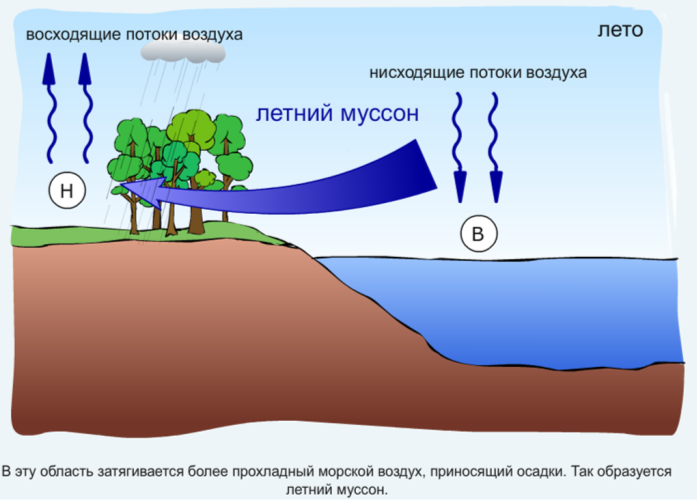 лето
восходящие потоки воздуха
нисходящие потоки воздуха
летний муссон
Н
В
В эту область затягивается более прохладный морской воздух, приносящий осадки. Так образуется
летний муссон.